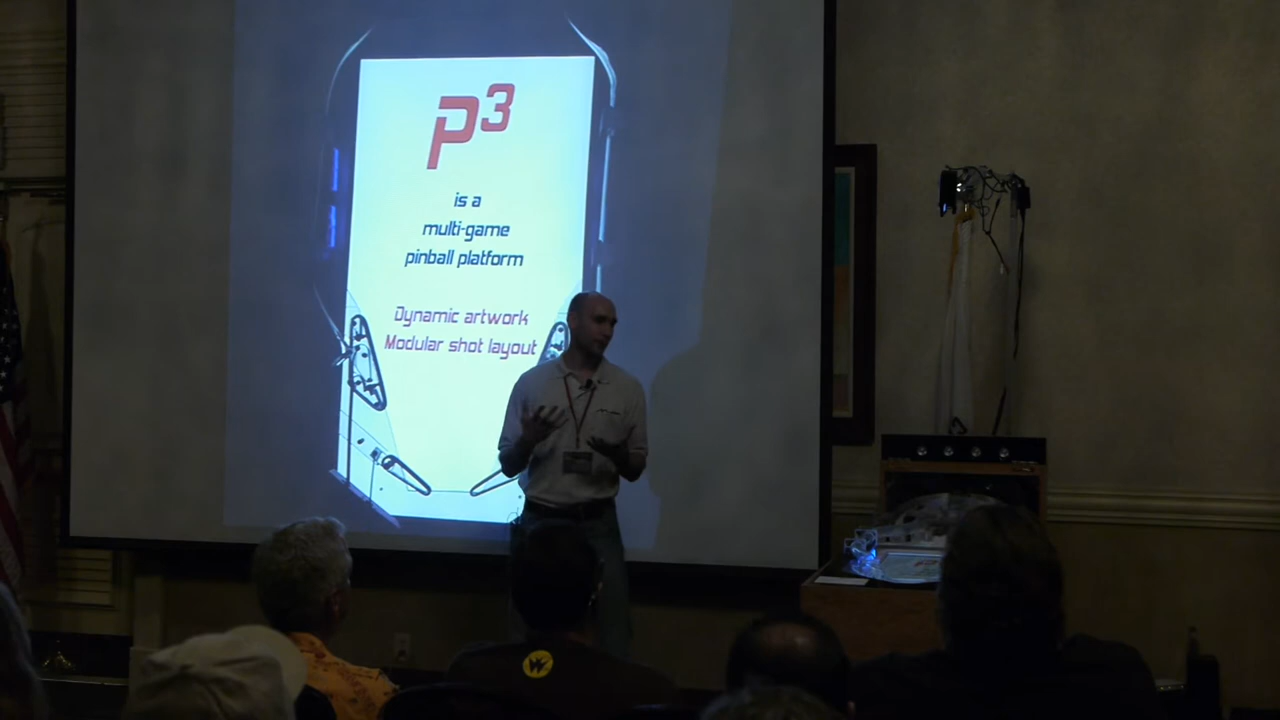 P3
is a
multi-game
pinball platform
Dynamic artwork
Modular shot layout